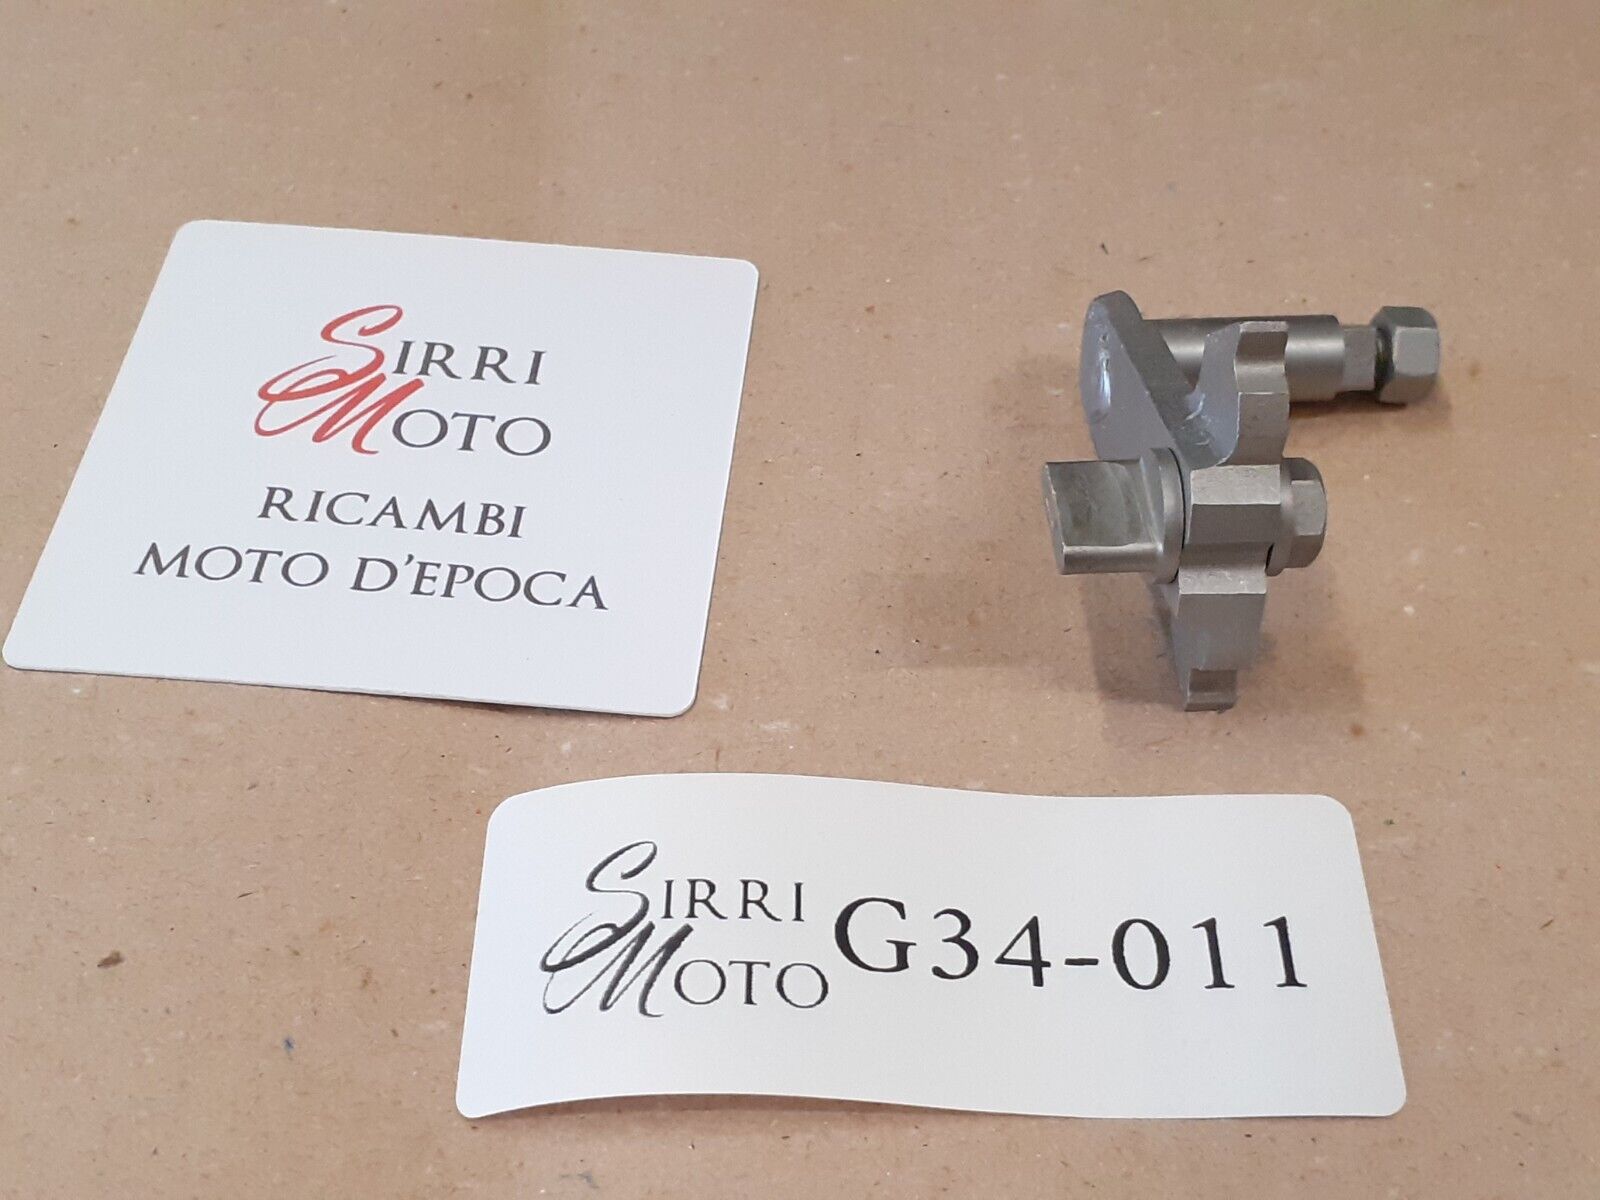 SIRRI
MOTO
RICAMBI
MOTO D'EPOCA
SIRRI
MOTO
G34-011